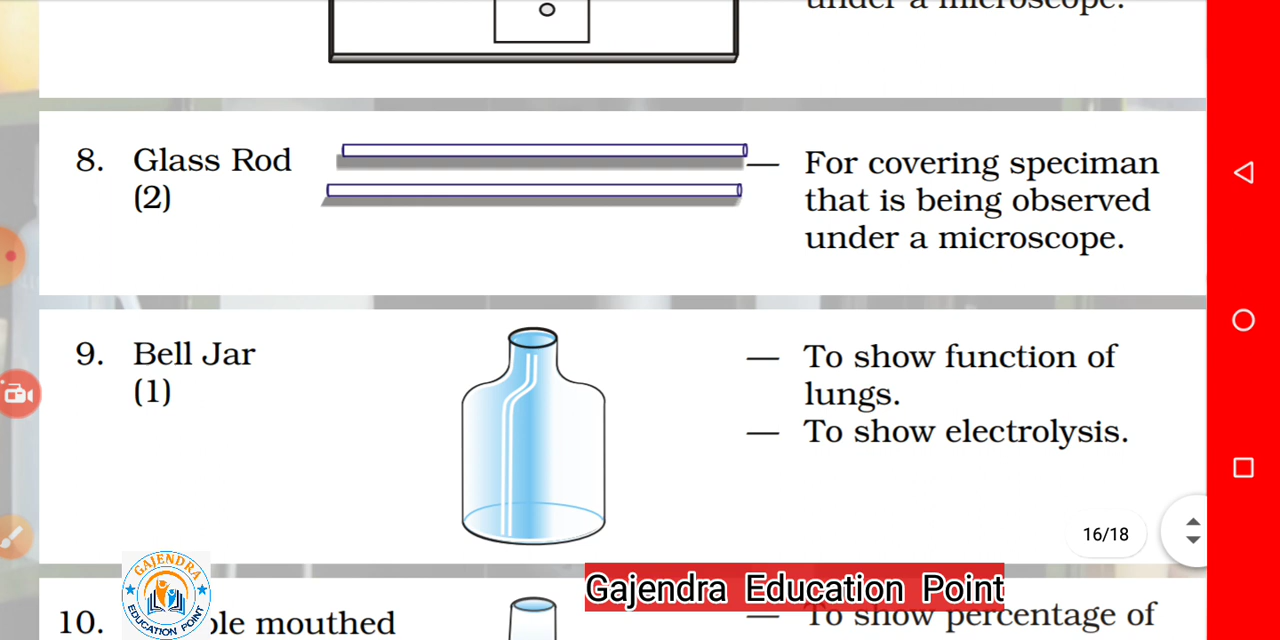 under a microscope.
8. Glass Rod
(2)
— For covering speciman
that is being observed
under a microscope.
9. Bell Jar
(1)
— To show function of
lungs.
— To show electrolysis.
16/18
GAJENDRA
EDUCATION POINT
Gajendra Education Point
10. mouthed
— To show percentage of